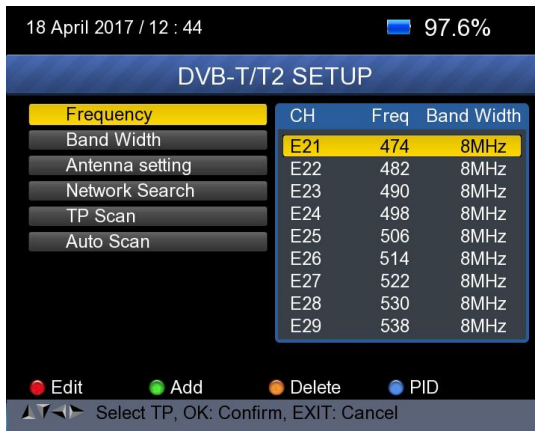 18 April 2017 / 12 : 44 97.6%
DVB-T/T2 SETUP
Frequency
Band Width
Antenna setting
Network Search
TP Scan
Auto Scan
CH Freq Band Width
E21 474 8MHz
E22 482 8MHz
E23 490 8MHz
E24 498 8MHz
E25 506 8MHz
E26 514 8MHz
E27 522 8MHz
E28 530 8MHz
E29 538 8MHz
Edit Add Delete PID
Select TP, OK: Confirm, EXIT: Cancel